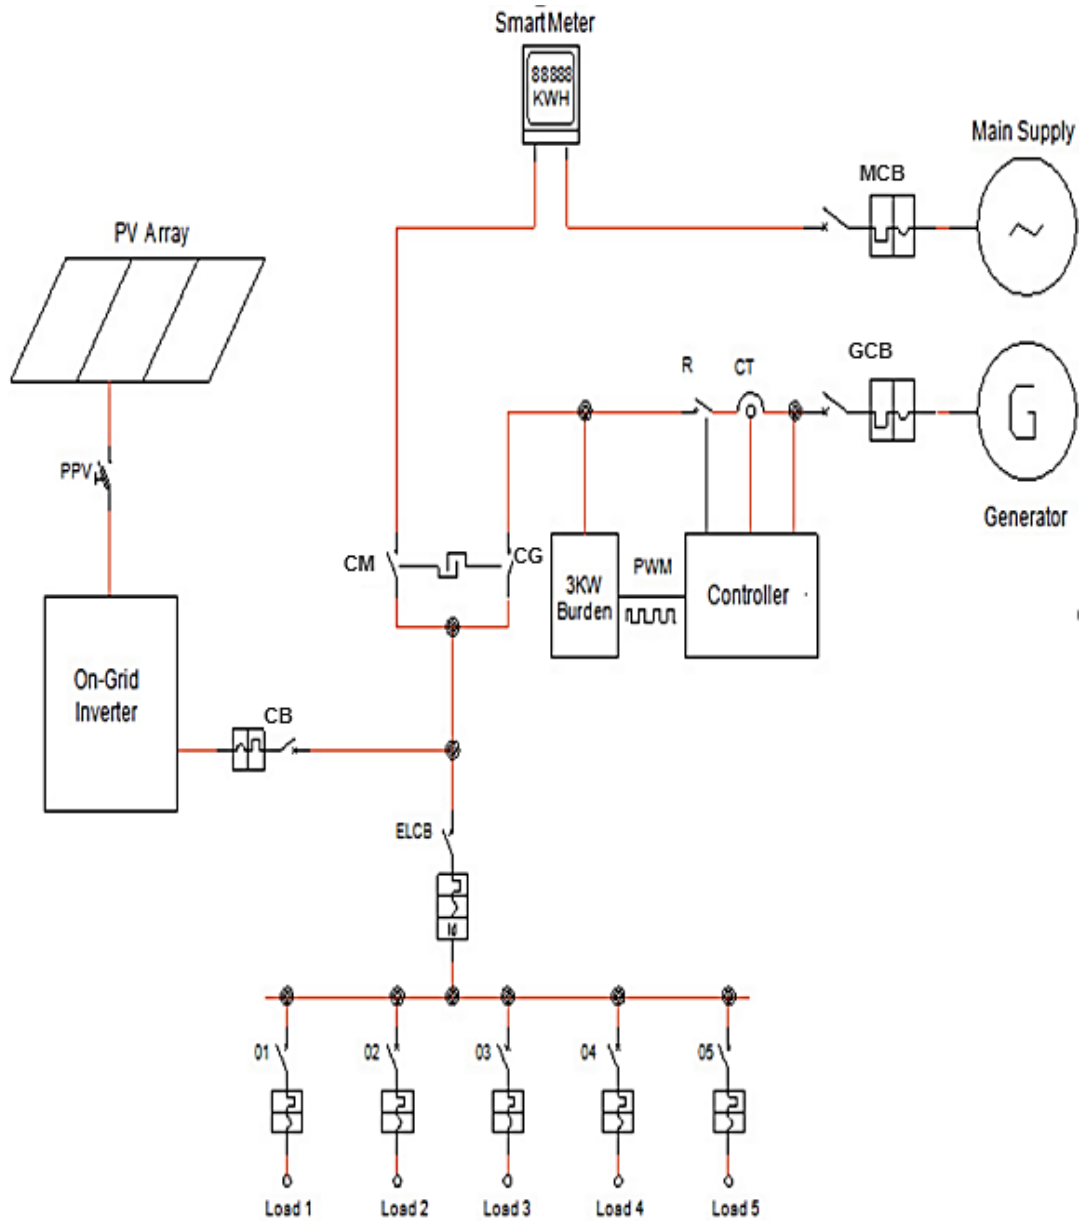 SmartMeter
88888
KWH
Main Supply
MCB
PV Array
GCB
R
CT
G
PPV
Generator
CM
CG
PWM
3KW
Burden
Controller
On-Grid
Inverter
CB
ELCB
Id
01
02
03
04
05
Load 1
Load 2
Load 3
Load 4
Load 5